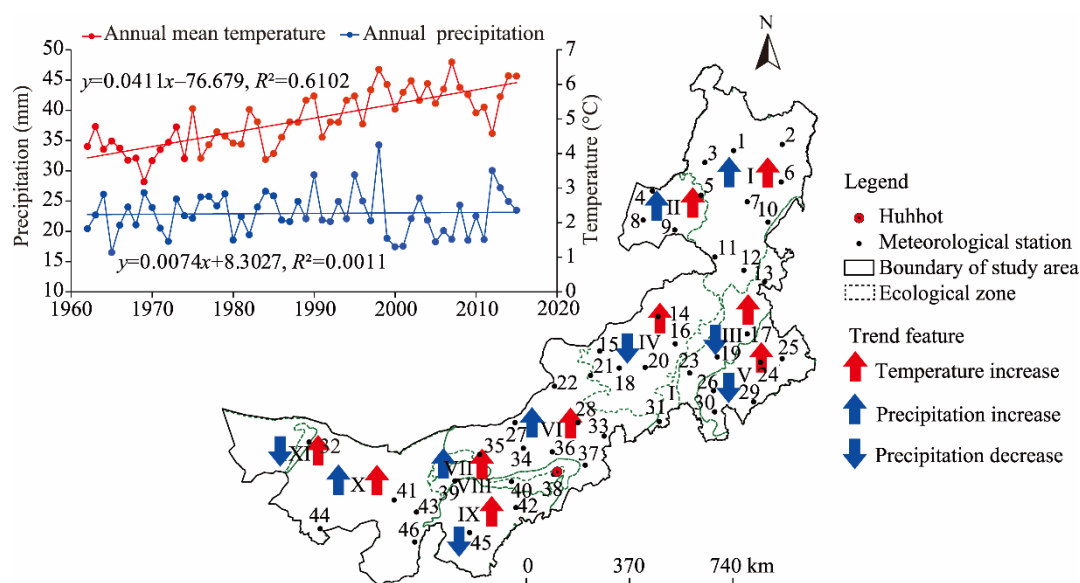 Annual mean temperature
Annual precipitation
y=0.0411x–76.679, R²=0.6102
y=0.0074x+8.3027, R²=0.0011
Precipitation (mm)
50
45
40
35
30
25
20
15
10
Temperature (°C)
7
6
5
4
3
2
1
0
1960 1970 1980 1990 2000 2010 2020
N
1
2
3
I
6
5
4
II
7
8
9
10
11
12
13
14
16
III
17
15
IV
19
25
20
23
24
21
18
V
22
I
26
29
30
31
28
VI
27
33
35
34
36
32
XI
37
VII
X
39
VIII
38
40
41
43
42
IX
44
46
45
0 370 740 km
Legend
Huhhot
Meteorological station
Boundary of study area
Ecological zone
Trend feature
Temperature increase
Precipitation increase
Precipitation decrease